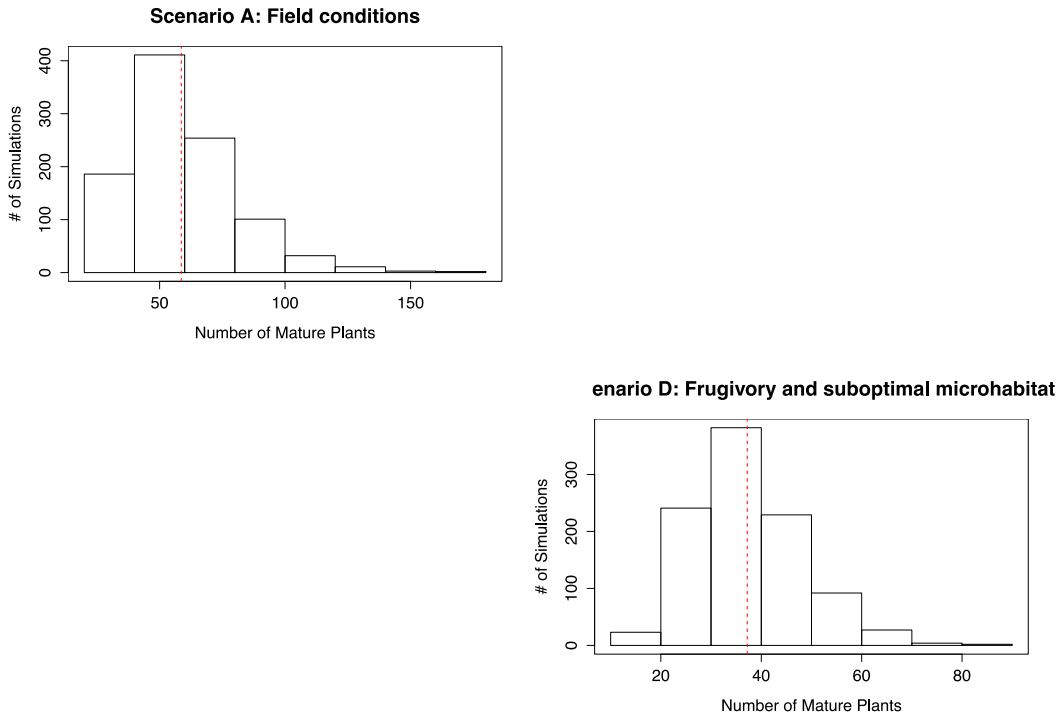 Scenario A: Field conditions
# of Simulations
400
300
200
100
0
50 100 150
Number of Mature Plants
enario D: Frugivory and suboptimal microhabitat
# of Simulations
300
200
100
0
20 40 60 80
Number of Mature Plants